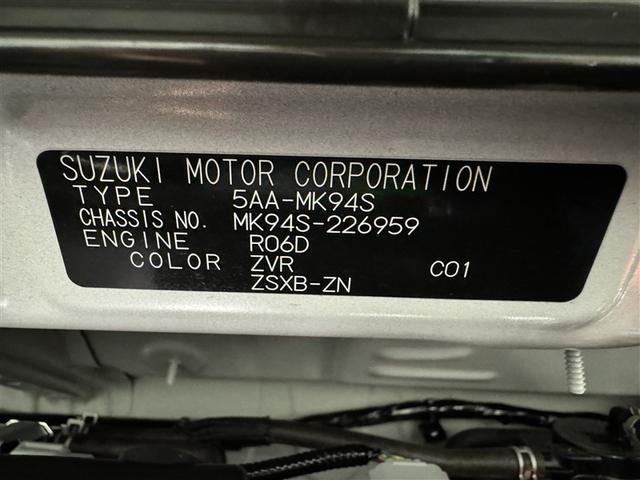 SUZUKI MOTOR CORPORATION
TYPE 5AA-MK94S
CHASSIS NO. MK94S-226959
ENGINE R06D
COLOR ZVR C01
ZSXB-ZN